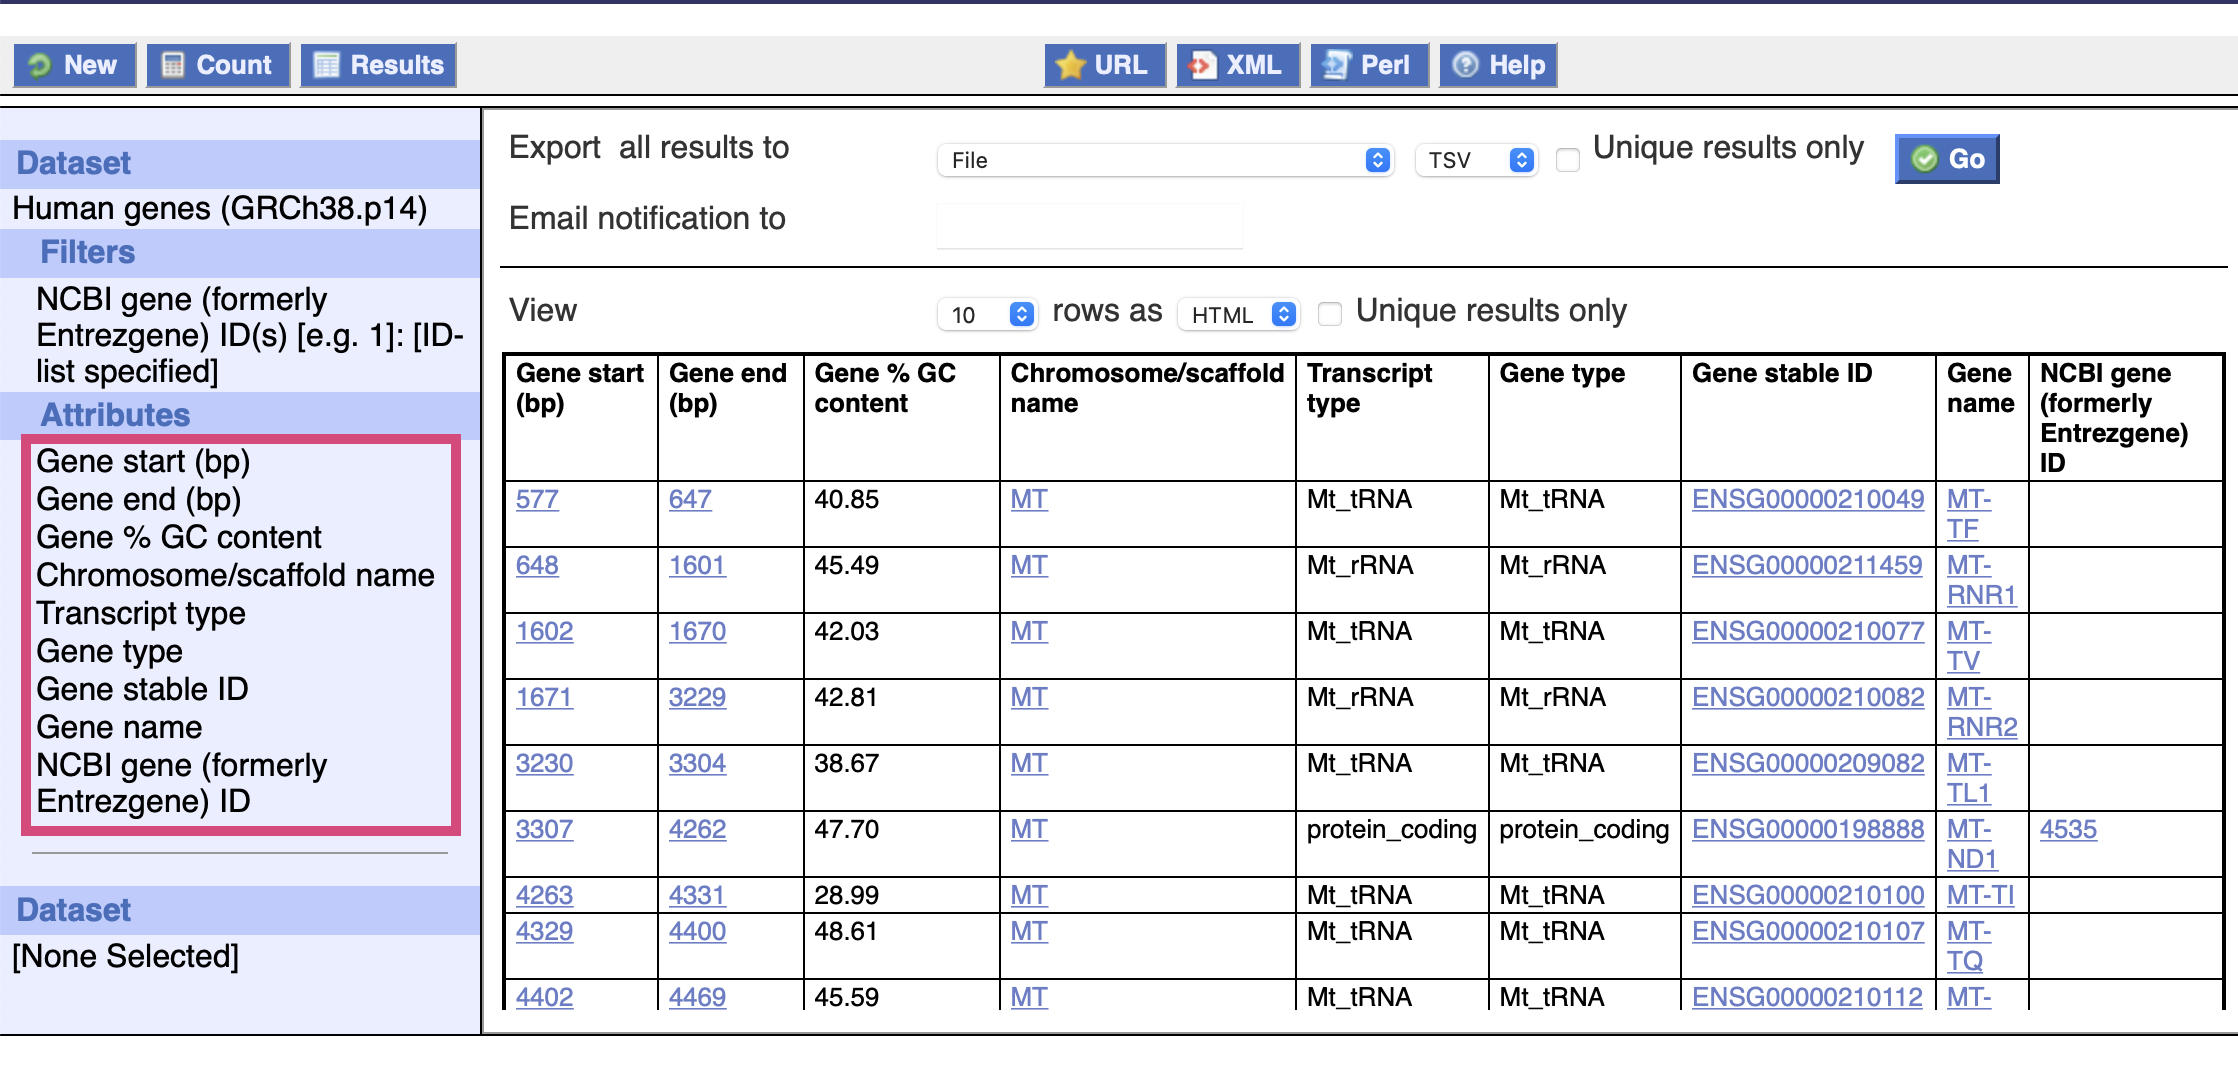 New Count Results URL XML Perl Help
Dataset
Human genes (GRCh38.p14)
Filters
NCBI gene (formerly
Entrezgene) ID(s) [e.g. 1]: [ID-
list specified]
Attributes
Gene start (bp)
Gene end (bp)
Gene % GC content
Chromosome/scaffold name
Transcript type
Gene type
Gene stable ID
Gene name
NCBI gene (formerly
Entrezgene) ID
Dataset
[None Selected]
Export all results to File TSV Unique results only Go
Email notification to
View 10 rows as HTML Unique results only
Gene start Gene end Gene % GC Chromosome/scaffold Transcript Gene type Gene stable ID Gene NCBI gene
(bp) (bp) content name type name (formerly
Entrezgene)
ID
577 647 40.85 MT Mt_tRNA Mt_tRNA ENSG00000210049 MT-
TF
648 1601 45.49 MT Mt_rRNA Mt_rRNA ENSG00000211459 MT-
RNR1
1602 1670 42.03 MT Mt_tRNA Mt_tRNA ENSG00000210077 MT-
TV
1671 3229 42.81 MT Mt_rRNA Mt_rRNA ENSG00000210082 MT-
RNR2
3230 3304 38.67 MT Mt_tRNA Mt_tRNA ENSG00000209082 MT-
TL1
3307 4262 47.70 MT protein_coding protein_coding ENSG00000198888 MT- 4535
ND1
4263 4331 28.99 MT Mt_tRNA Mt_tRNA ENSG00000210100 MT-TI
4329 4400 48.61 MT Mt_tRNA Mt_tRNA ENSG00000210107 MT-
TQ
4402 4469 45.59 MT Mt_tRNA Mt_tRNA ENSG00000210112 MT-